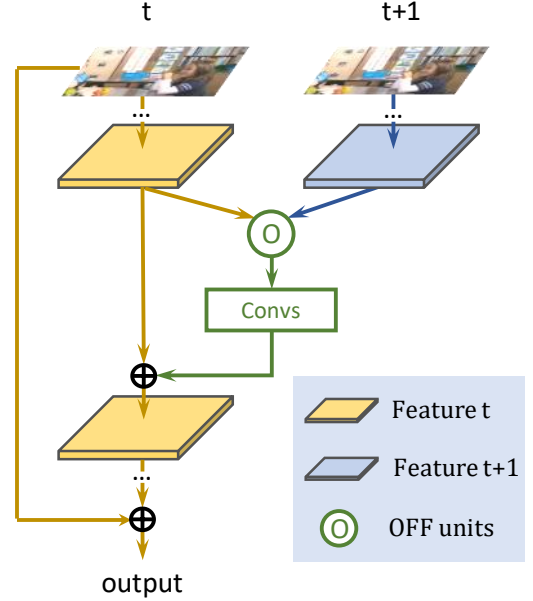 t
t+1
...
...
O
Convs
Feature t
Feature t+1
...
O
OFF units
output